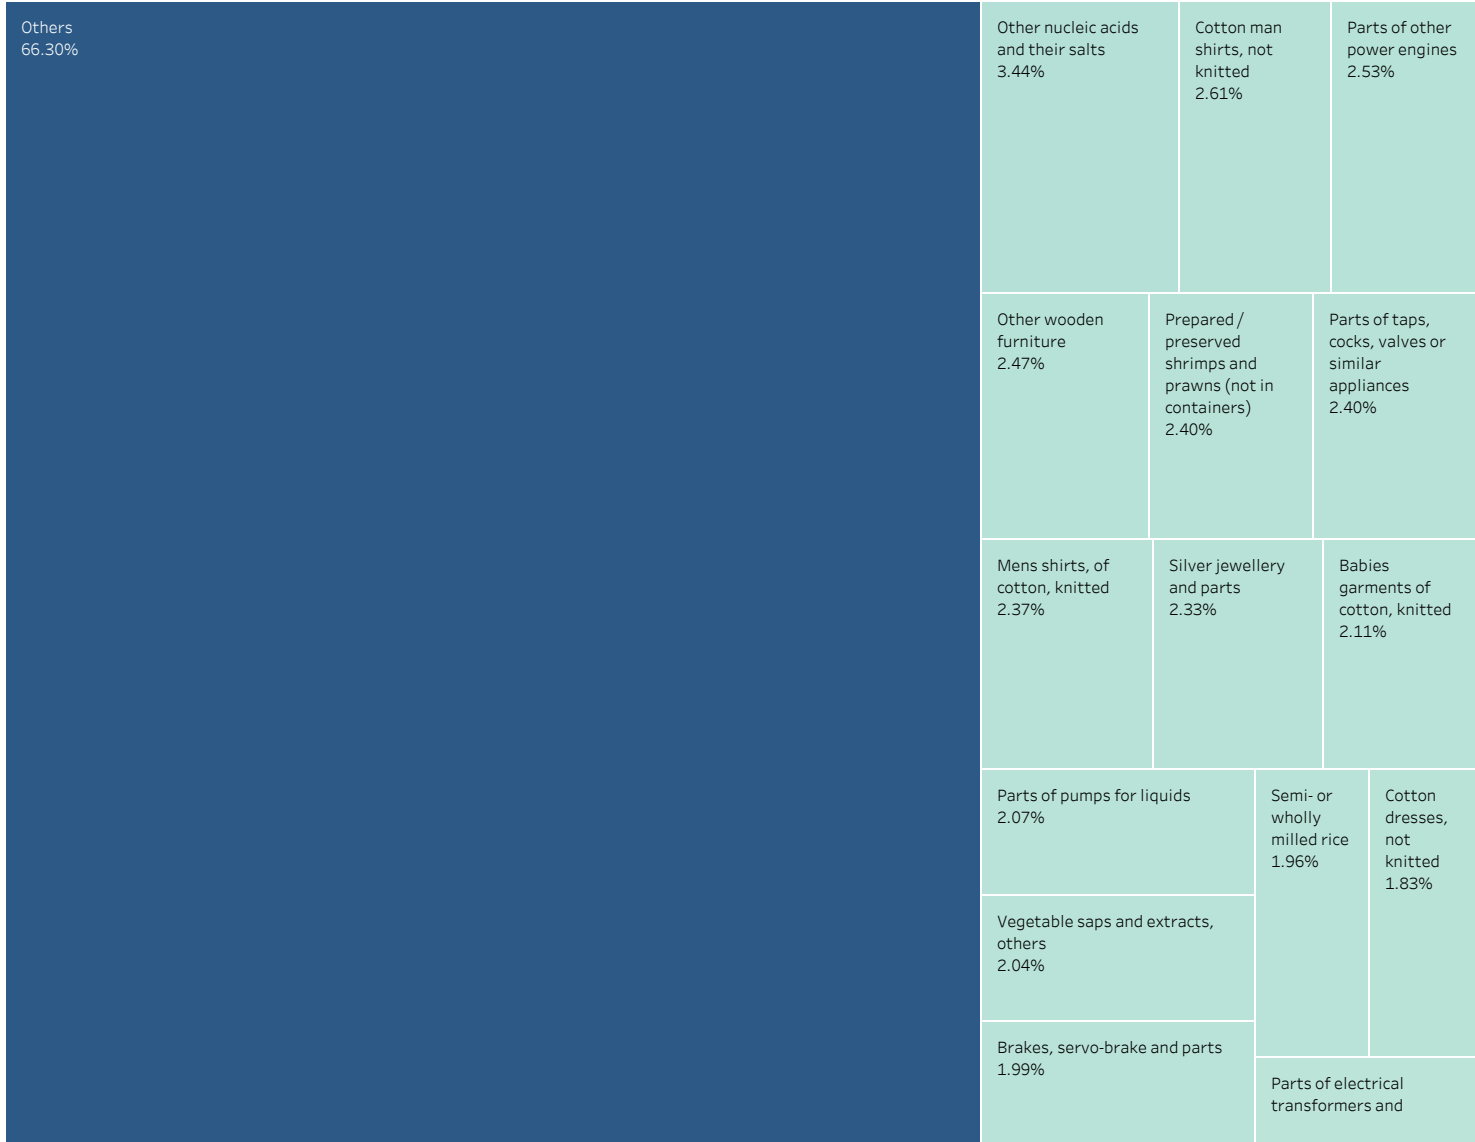 Others
66.30%
Other nucleic acids
and their salts
3.44%
Cotton man
shirts, not
knitted
2.61%
Parts of other
power engines
2.53%
Other wooden
furniture
2.47%
Prepared /
preserved
shrimps and
prawns (not in
containers)
2.40%
Parts of taps,
cocks, valves or
similar
appliances
2.40%
Mens shirts, of
cotton, knitted
2.37%
Silver jewellery
and parts
2.33%
Babies
garments of
cotton, knitted
2.11%
Parts of pumps for liquids
2.07%
Vegetable saps and extracts,
others
2.04%
Brakes, servo-brake and parts
1.99%
Semi- or
wholly
milled rice
1.96%
Cotton
dresses,
not
knitted
1.83%
Parts of electrical
transformers and